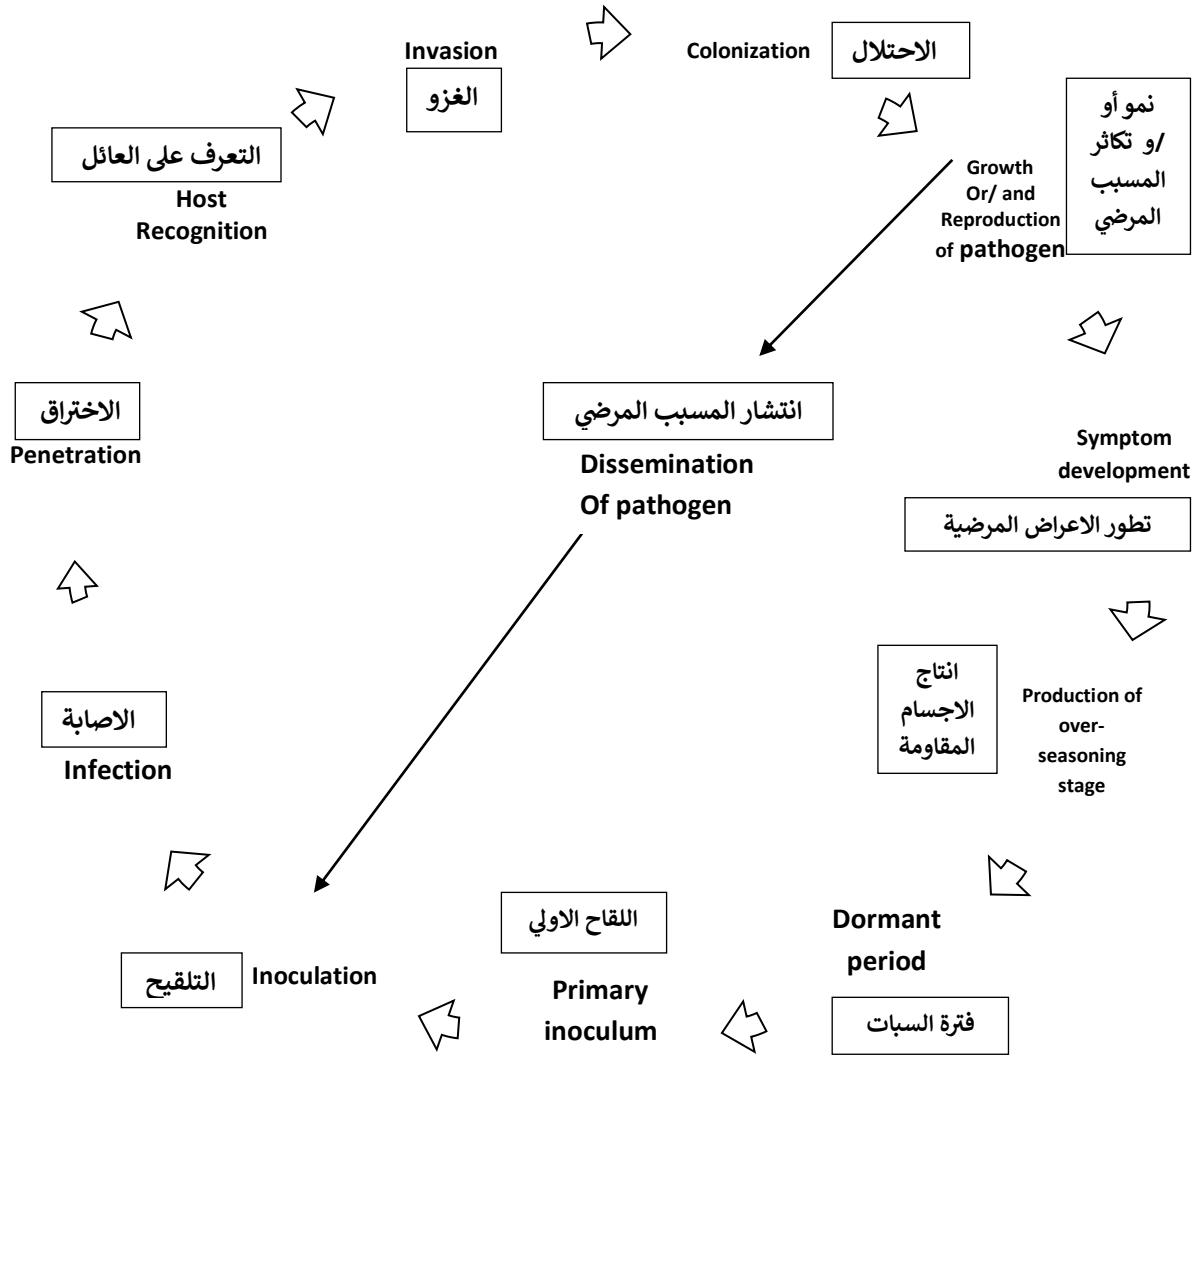 Invasion
الغزو
Colonization
الاحتلال
نمو أو
/و تكاثر
المسبب
المرضي
Growth
Or/ and
Reproduction
of pathogen
التعرف على العائل
Host
Recognition
الاختراق
Penetration
انتشار المسبب المرضي
Dissemination
Of pathogen
Symptom
development
تطور الاعراض المرضية
انتاج
الاجسام
المقاومة
Production of
over-
seasoning
stage
الاصابة
Infection
اللقاح الاولي
Primary
inoculum
Dormant
period
فترة السبات
التلقيح
Inoculation